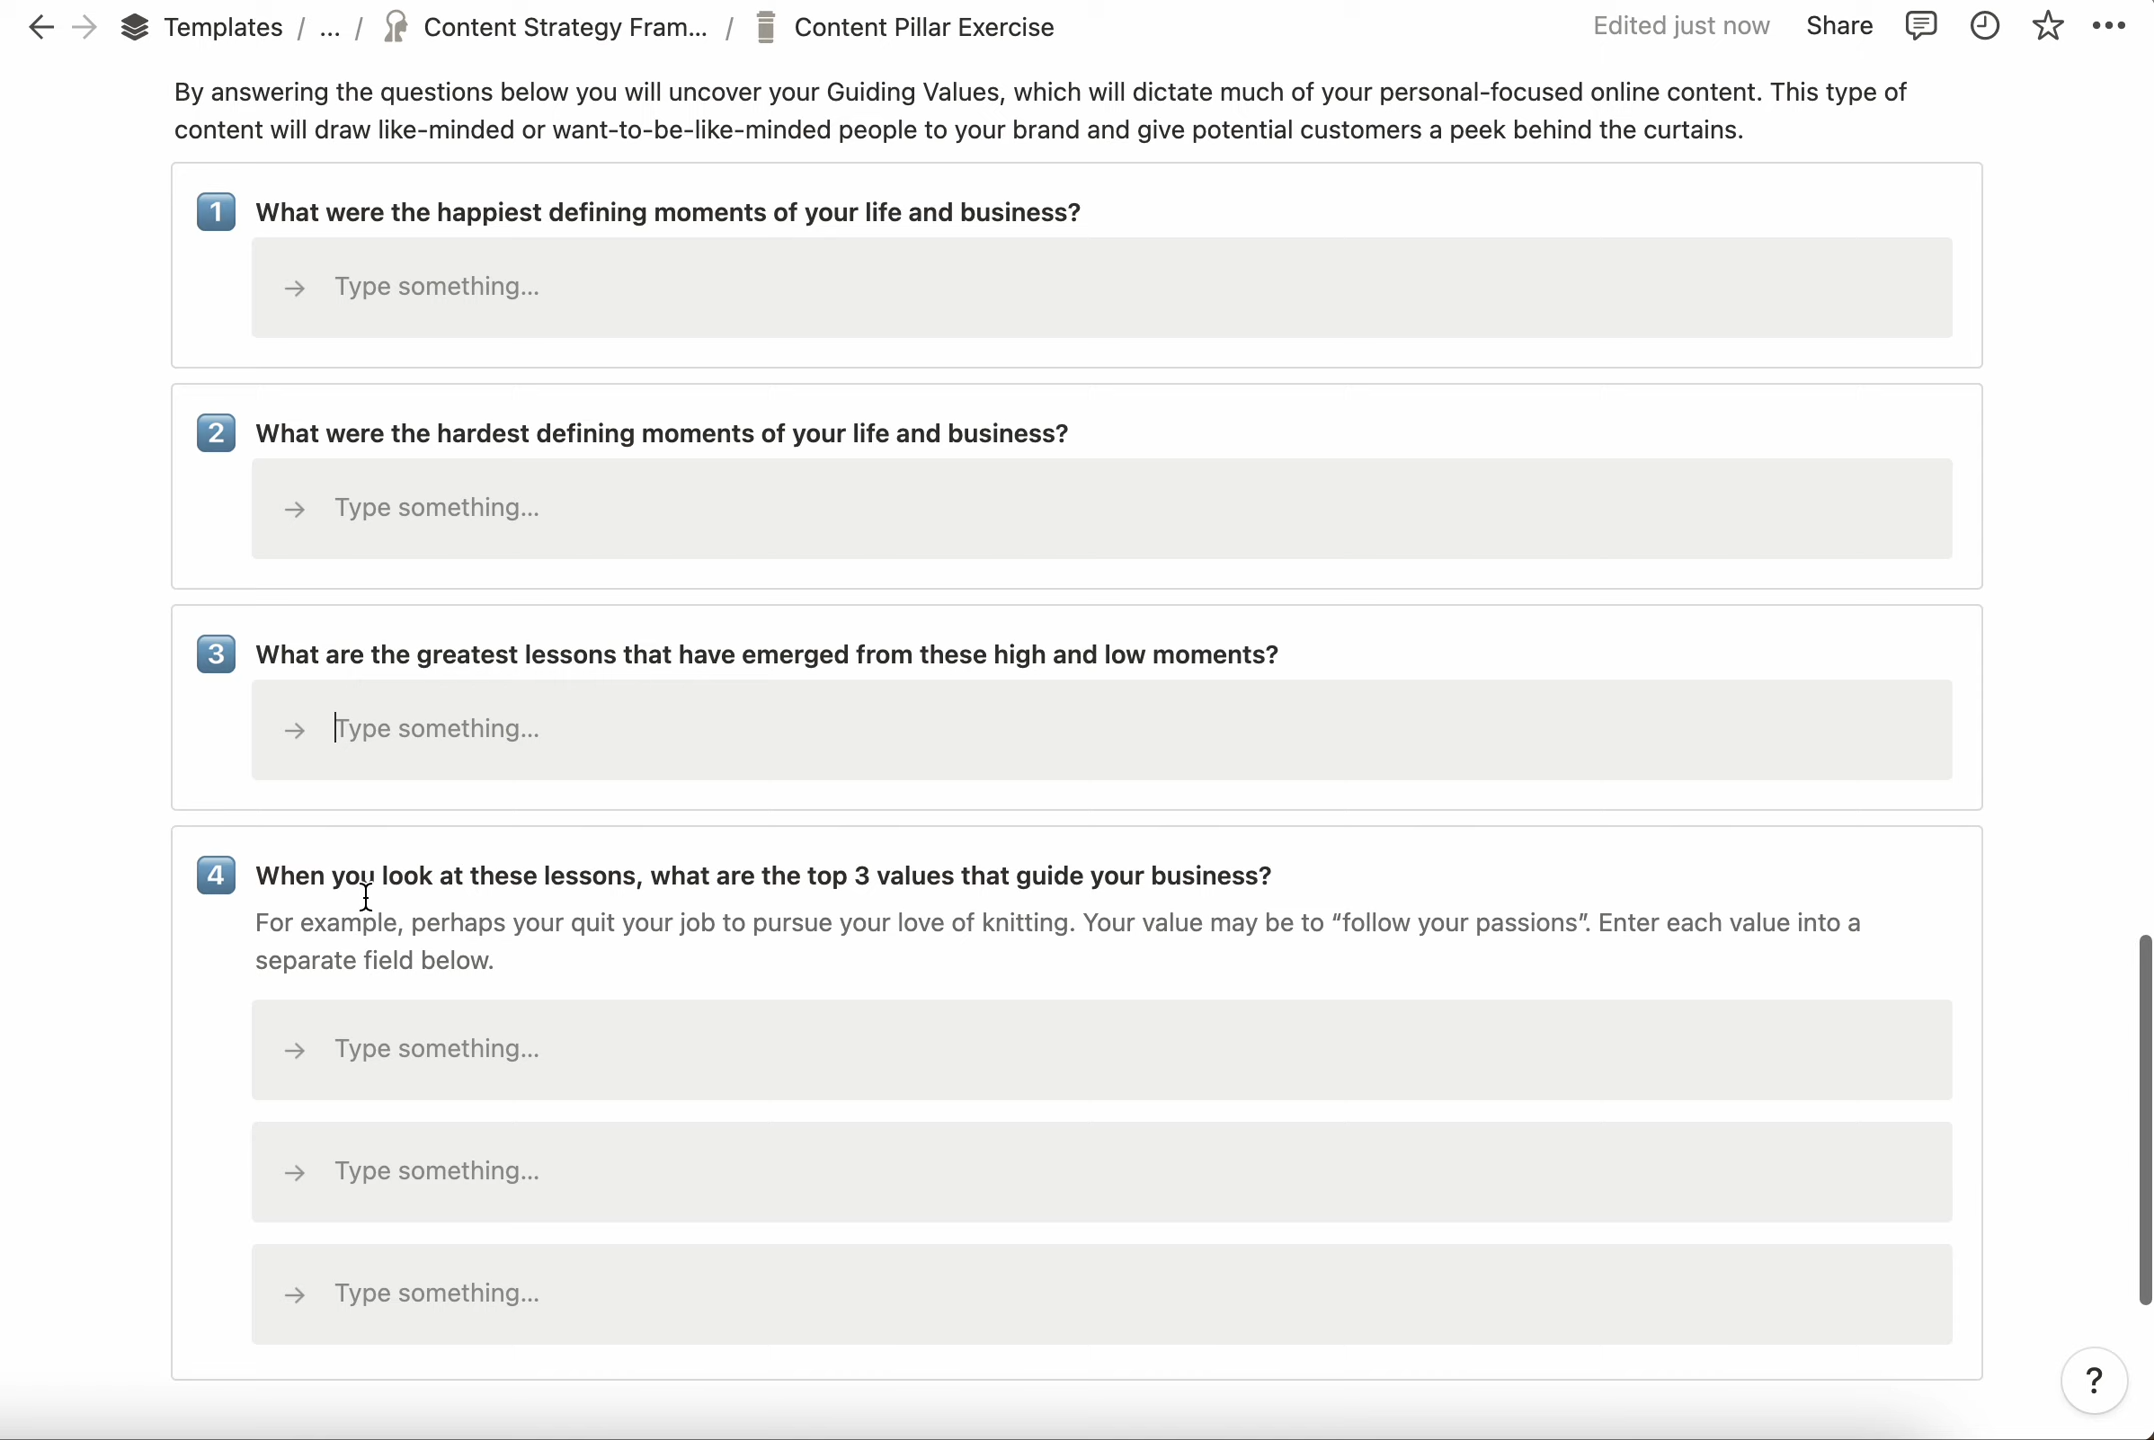 Templates / ... / Content Strategy Fram... / Content Pillar Exercise
Edited just now Share
By answering the questions below you will uncover your Guiding Values, which will dictate much of your personal-focused online content. This type of
content will draw like-minded or want-to-be-like-minded people to your brand and give potential customers a peek behind the curtains.
1 What were the happiest defining moments of your life and business?
→ Type something...
2 What were the hardest defining moments of your life and business?
→ Type something...
3 What are the greatest lessons that have emerged from these high and low moments?
→ Type something...
4 When you look at these lessons, what are the top 3 values that guide your business?
For example, perhaps your quit your job to pursue your love of knitting. Your value may be to “follow your passions”. Enter each value into a
separate field below.
→ Type something...
→ Type something...
→ Type something...
?